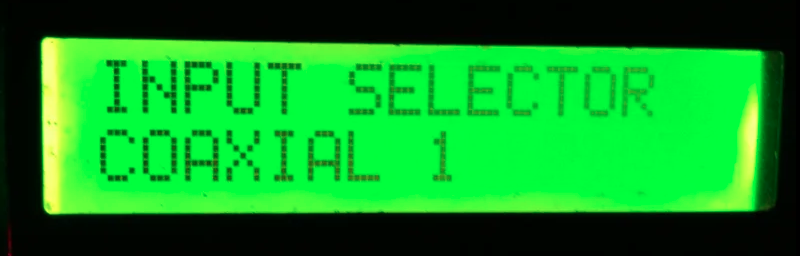 INPUT SELECTOR
COAXIAL 1